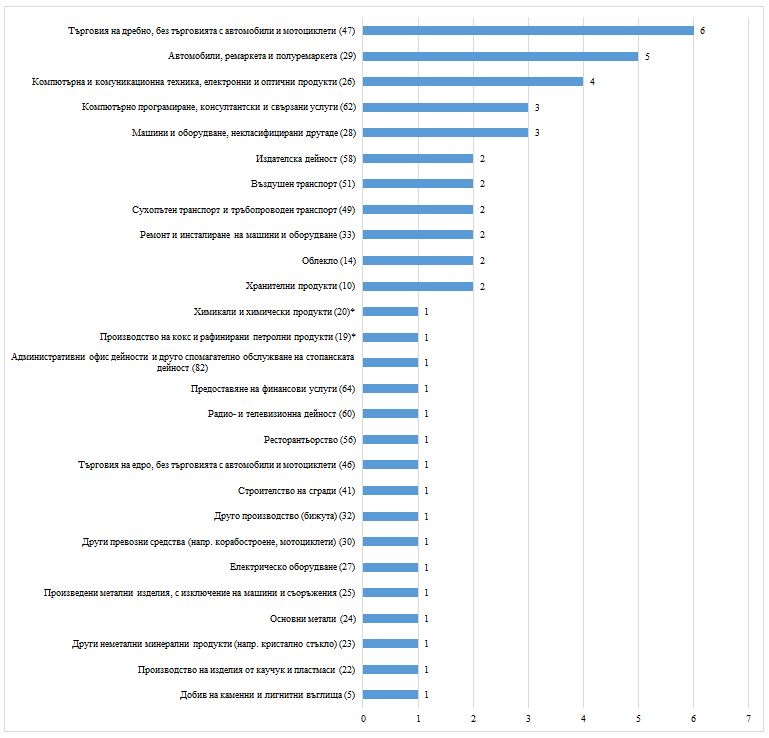 Търговия на дребно, без търговията с автомобили и мотоциклети (47) 6
Автомобили, ремаркета и полуремаркета (29) 5
Компютърна и комуникационна техника, електронни и оптични продукти (26) 4
Компютърно програмиране, консултантски и свързани услуги (62) 3
Машини и оборудване, некласифицирани другаде (28) 3
Издателска дейност (58) 2
Въздушен транспорт (51) 2
Сухопътен транспорт и тръбопроводен транспорт (49) 2
Ремонт и инсталиране на машини и оборудване (33) 2
Облекло (14) 2
Хранителни продукти (10) 2
Химикали и химически продукти (20)* 1
Производство на кокс и рафинирани петролни продукти (19)* 1
Административни офис дейности и друго спомагателно обслужване на стопанската
дейност (82) 1
Предоставяне на финансови услуги (64) 1
Радио- и телевизионна дейност (60) 1
Ресторантьорство (56) 1
Търговия на едро, без търговията с автомобили и мотоциклети (46) 1
Строителство на сгради (41) 1
Друго производство (бижута) (32) 1
Други превозни средства (напр. корабостроене, мотоциклети) (30) 1
Електрическо оборудване (27) 1
Произведени метални изделия, с изключение на машини и съоръжения (25) 1
Основни метали (24) 1
Други неметални минерални продукти (напр. кристално стъкло) (23) 1
Производство на изделия от каучук и пластмаси (22) 1
Добив на каменни и лигнитни въглища (5) 1
0 1 2 3 4 5 6 7